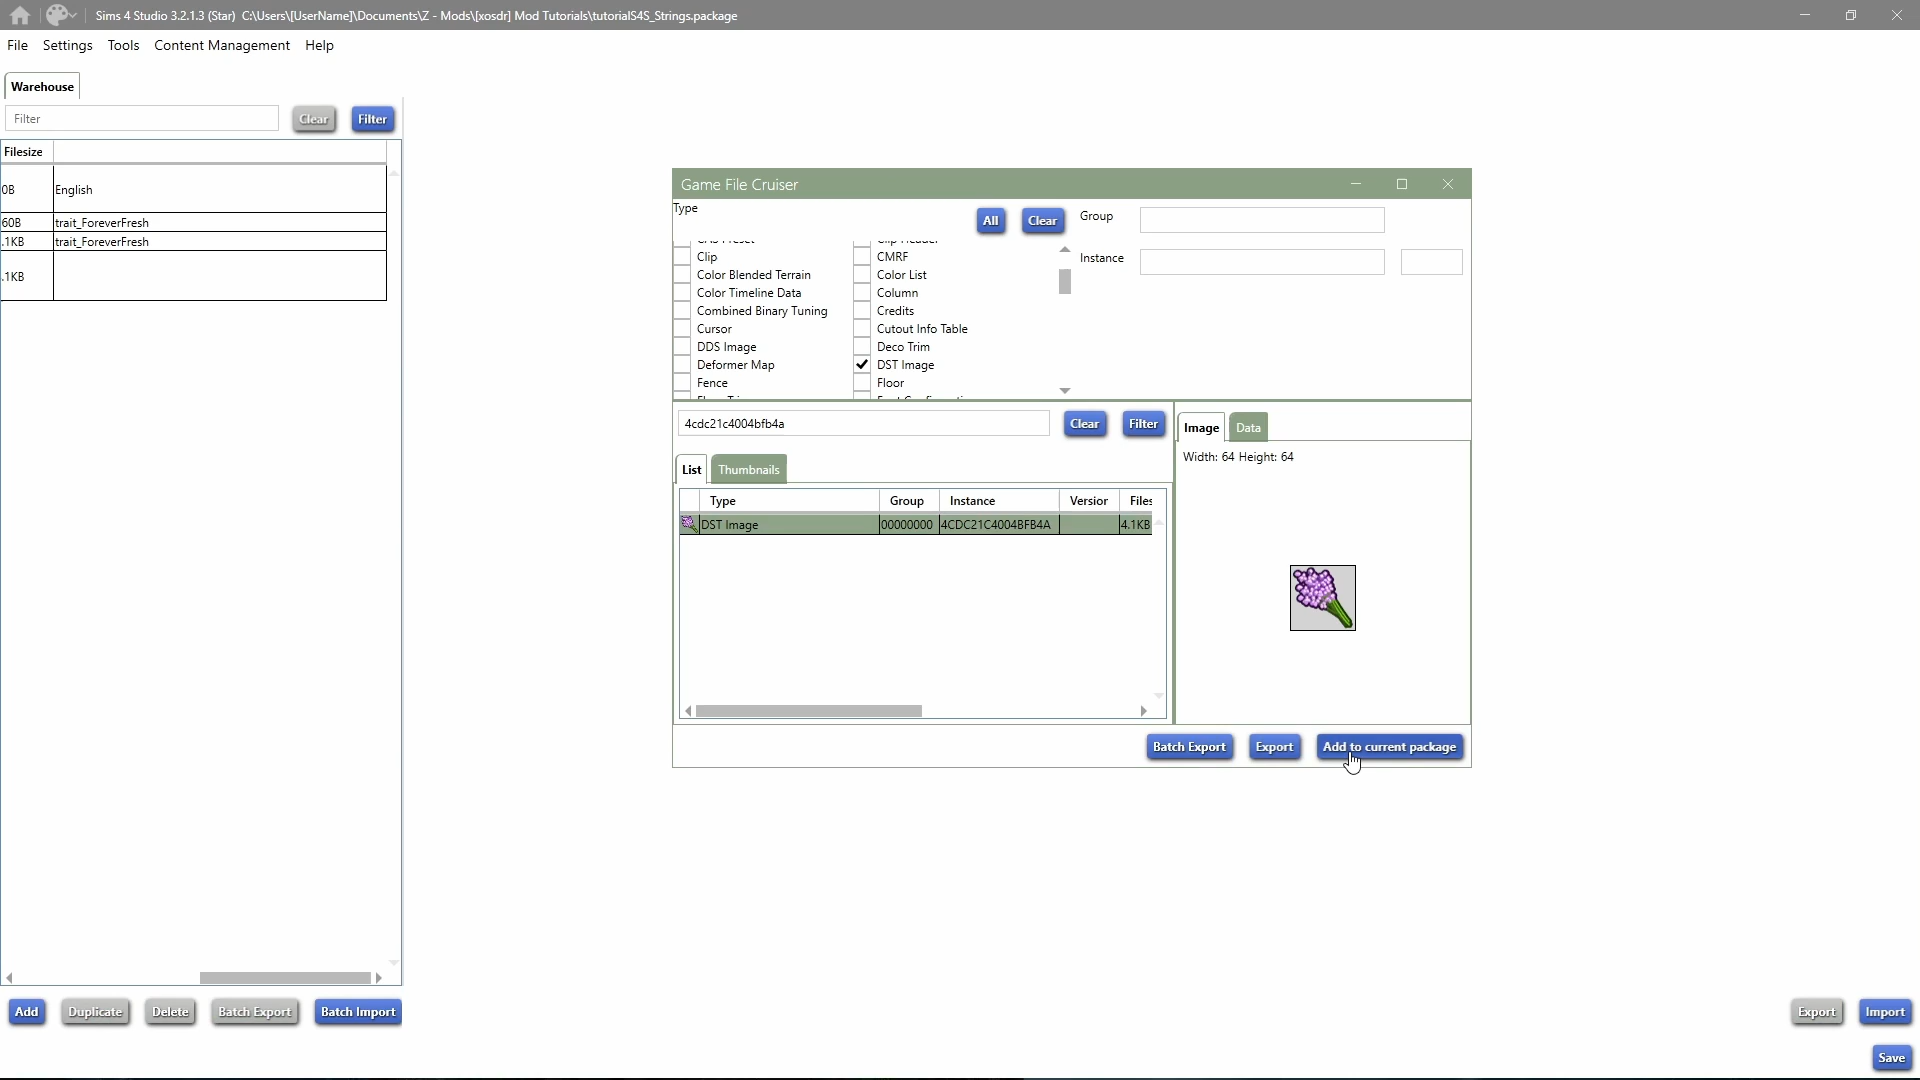 Sims 4 Studio 3.2.1.3 (Star) C:\Users\[UserName]\Documents\Z - Mods\[xosdr] Mod Tutorials\tutorialS4S_Strings.package
File Settings Tools Content Management Help
Warehouse
Filter Clear Filter
Filesize
0B English
60B trait_ForeverFresh
.1KB trait_ForeverFresh
.1KB
Game File Cruiser
Type All Clear Group
Instance
Clip CMRF
Color Blended Terrain Color List
Color Timeline Data Column
Combined Binary Tuning Credits
Cursor Cutout Info Table
DDS Image Deco Trim
Deformer Map DST Image
Fence Floor
4cdc21c4004bfb4a Clear Filter
Image Data
Width: 64 Height: 64
List Thumbnails
Type Group Instance Versior Files
DST Image 00000000 4CDC21C4004BFB4A 4.1KB
Batch Export Export Add to current package
Add Duplicate Delete Batch Export Batch Import
Export Import
Save